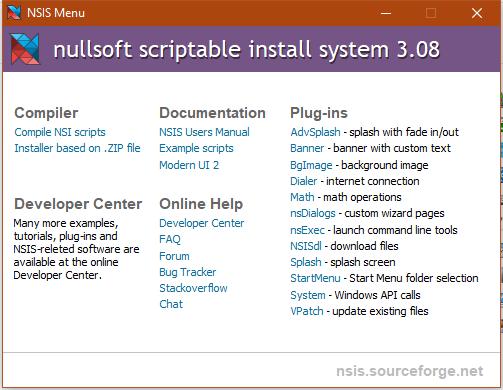 NSIS Menu
nullsoft scriptable install system 3.08
Compiler
Compile NSI scripts
Installer based on .ZIP file
Documentation
NSIS Users Manual
Example scripts
Modern UI 2
Plug-ins
AdvSplash - splash with fade in/out
Banner - banner with custom text
BgImage - background image
Dialer - internet connection
Math - math operations
nsDialogs - custom wizard pages
nsExec - launch command line tools
NSISdl - download files
Splash - splash screen
StartMenu - Start Menu folder selection
System - Windows API calls
VPatch - update existing files
Developer Center
Many more examples,
tutorials, plug-ins and
NSIS-releted software are
available at the online
Developer Center.
Online Help
Developer Center
FAQ
Forum
Bug Tracker
Stackoverflow
Chat
nsis.sourceforge.net